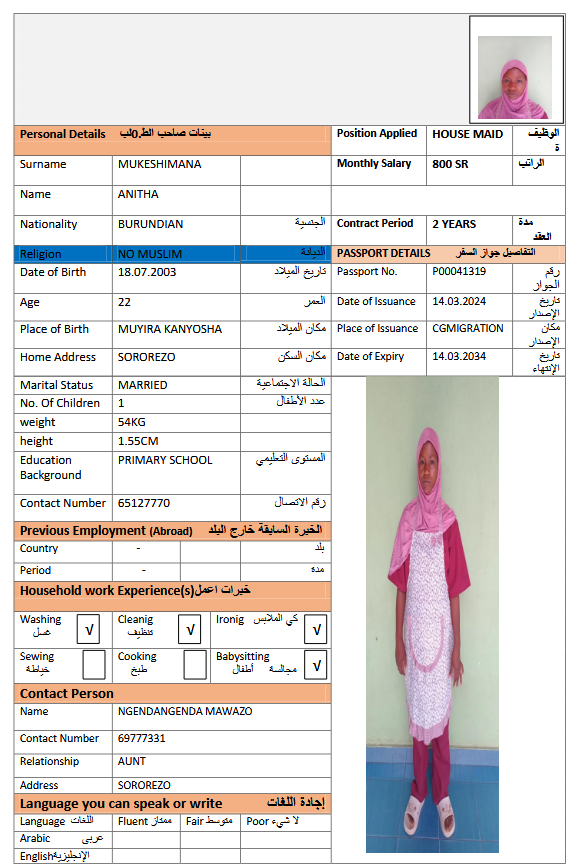 Personal Details بينات صاحب الط.0لب
Position Applied HOUSE MAID الوظيفة
Surname MUKESHIMANA
Monthly Salary 800 SR الراتب
Name ANITHA
Nationality BURUNDIAN الجنسية
Contract Period 2 YEARS مدة العقد
Religion NO MUSLIM الديانة
PASSPORT DETAILS التفاصيل جواز السفر
Date of Birth 18.07.2003 تاريخ الميلاد
Passport No. P00041319 رقم الجواز
Age 22 العمر
Date of Issuance 14.03.2024 تاريخ الإصدار
Place of Birth MUYIRA KANYOSHA مكان الميلاد
Place of Issuance CGMIGRATION مكان الإصدار
Home Address SOROREZO مكان السكن
Date of Expiry 14.03.2034 تاريخ الإنتهاء
Marital Status MARRIED الحالة الاجتماعية
No. Of Children 1 عدد الأطفال
weight 54KG
height 1.55CM
Education Background PRIMARY SCHOOL المستوى التعليمي
Contact Number 65127770 رقم الاتصال
Previous Employment (Abroad) الخبرة السابقة خارج البلد
Country - بلد
Period - مدة
Household work Experience(s)خبرات اعمل
Washing غسل √ Cleanig تنظيف √ Ironig كي الملابس √
Sewing خياطة Cooking طبخ Babysitting مجالسة أطفال √
Contact Person
Name NGENDANGENDA MAWAZO
Contact Number 69777331
Relationship AUNT
Address SOROREZO
Language you can speak or write إجادة اللغات
Language اللغات Fluent ممتاز Fair متوسط Poor لا شيء
Arabic عربى
Englishالإنجليزية